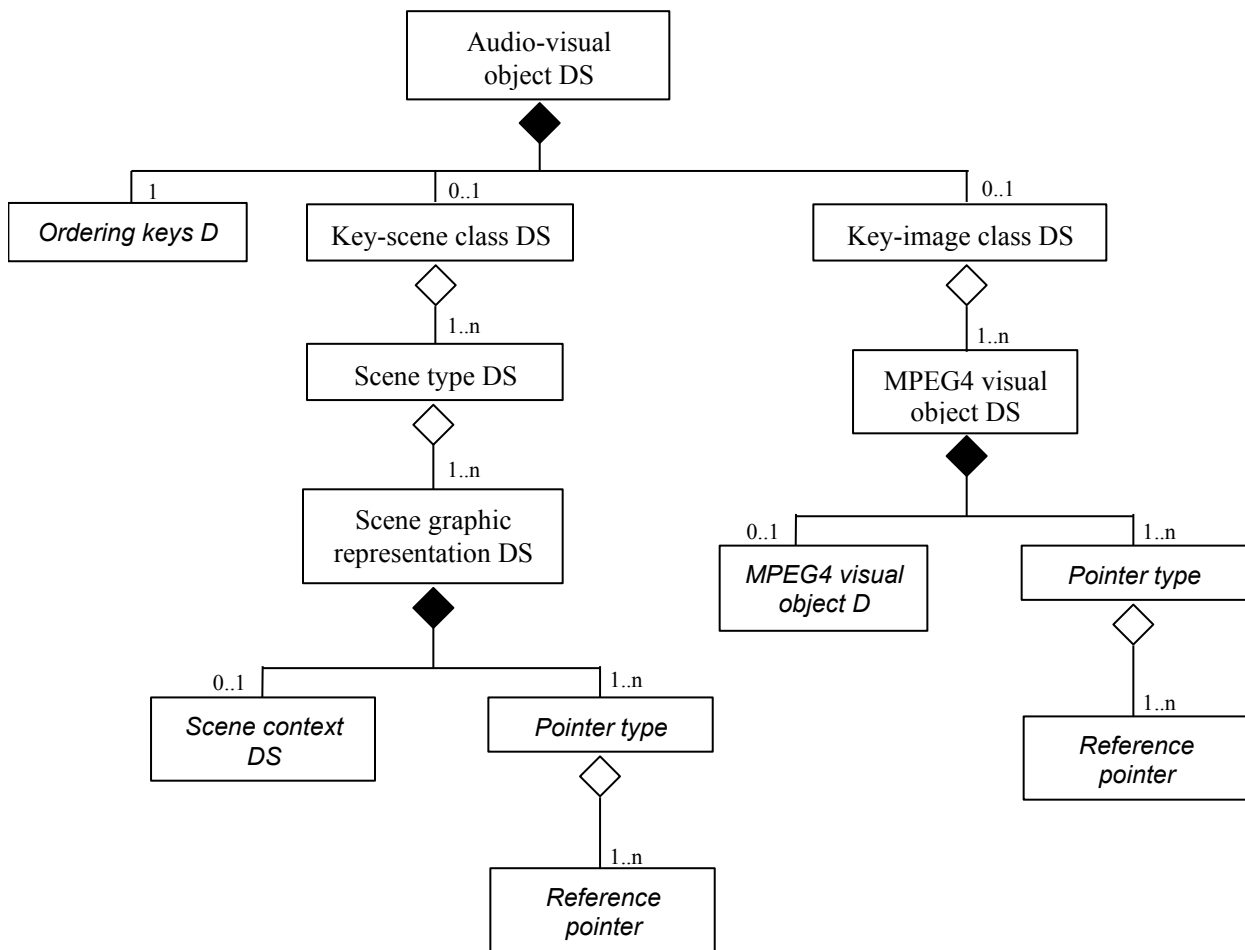 Audio-visual
object DS
1
0..1
0..1
Ordering keys D
Key-scene class DS
Key-image class DS
1..n
1..n
Scene type DS
MPEG4 visual
object DS
1..n
Scene graphic
representation DS
0..1
1..n
MPEG4 visual
object D
Pointer type
0..1
1..n
1..n
Scene context
DS
Pointer type
Reference
pointer
1..n
Reference
pointer